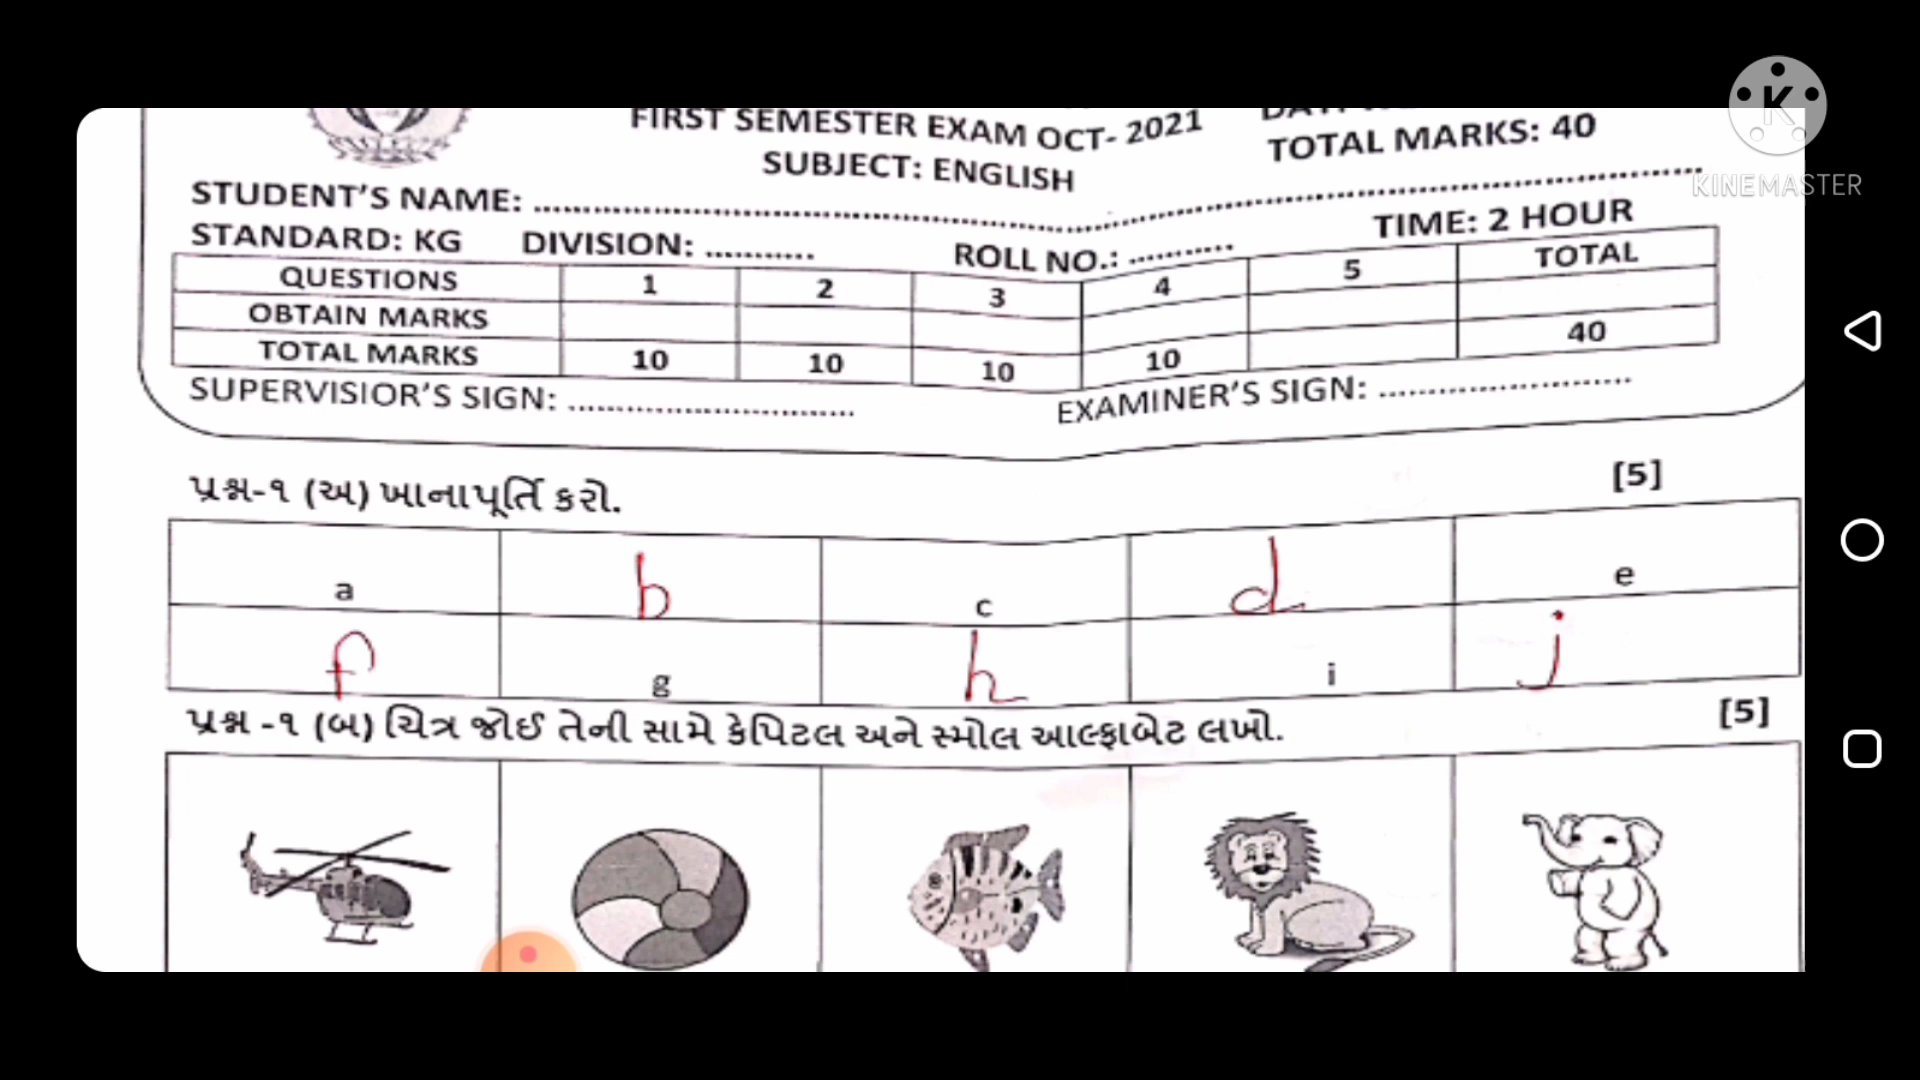 FIRST SEMESTER EXAM OCT- 2021
TOTAL MARKS: 40
SUBJECT: ENGLISH
KINEMASTER
STUDENT'S NAME: ........................
STANDARD: KG DIVISION: ........... ROLL NO.: .......... TIME: 2 HOUR
QUESTIONS 1 2 3 4 5 TOTAL
OBTAIN MARKS
TOTAL MARKS 10 10 10 10 40
SUPERVISIOR'S SIGN: ............................ EXAMINER'S SIGN: ........................
પ્રશ્ન-૧ (અ) ખાનાપૂર્તિ કરો. [5]
a b c d e
f g h i j
પ્રશ્ન -૧ (બ) ચિત્ર જોઈ તેની સામે કેપિટલ અને સ્મોલ આલ્ફાબેટ લખો. [5]